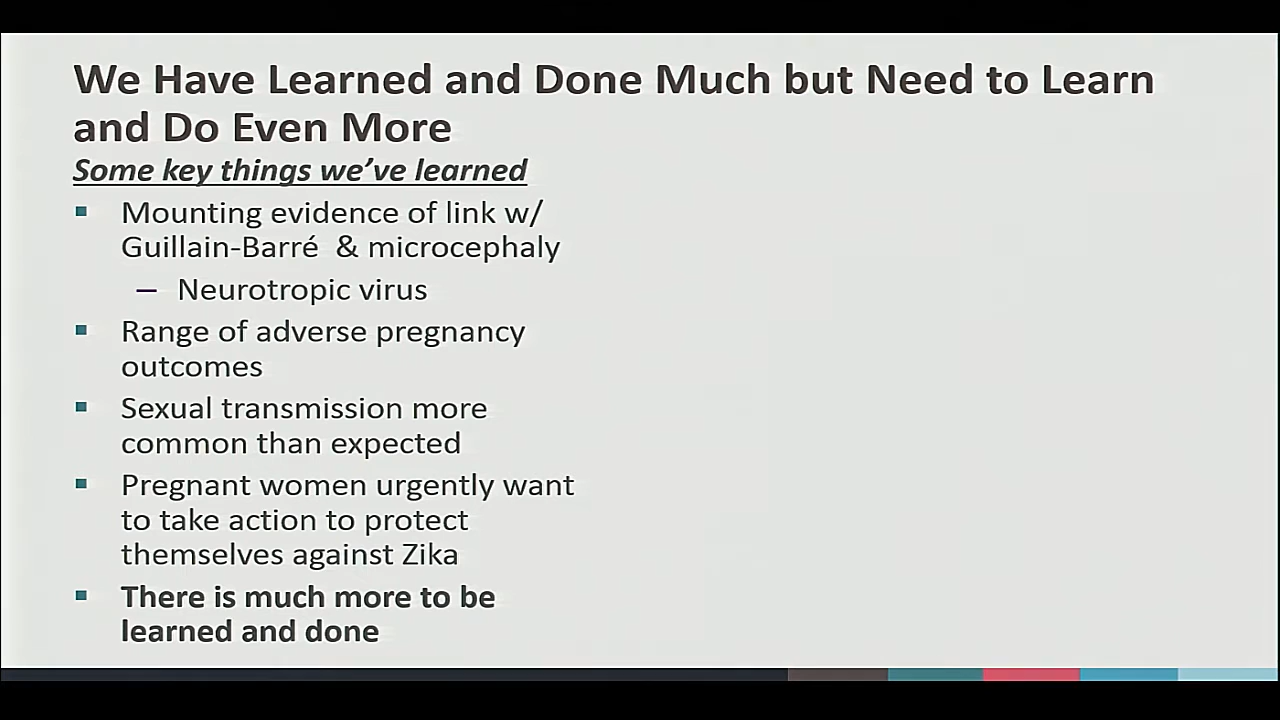 We Have Learned and Done Much but Need to Learn
and Do Even More
Some key things we’ve learned
▪ Mounting evidence of link w/
Guillain-Barré & microcephaly
– Neurotropic virus
▪ Range of adverse pregnancy
outcomes
▪ Sexual transmission more
common than expected
▪ Pregnant women urgently want
to take action to protect
themselves against Zika
▪ There is much more to be
learned and done